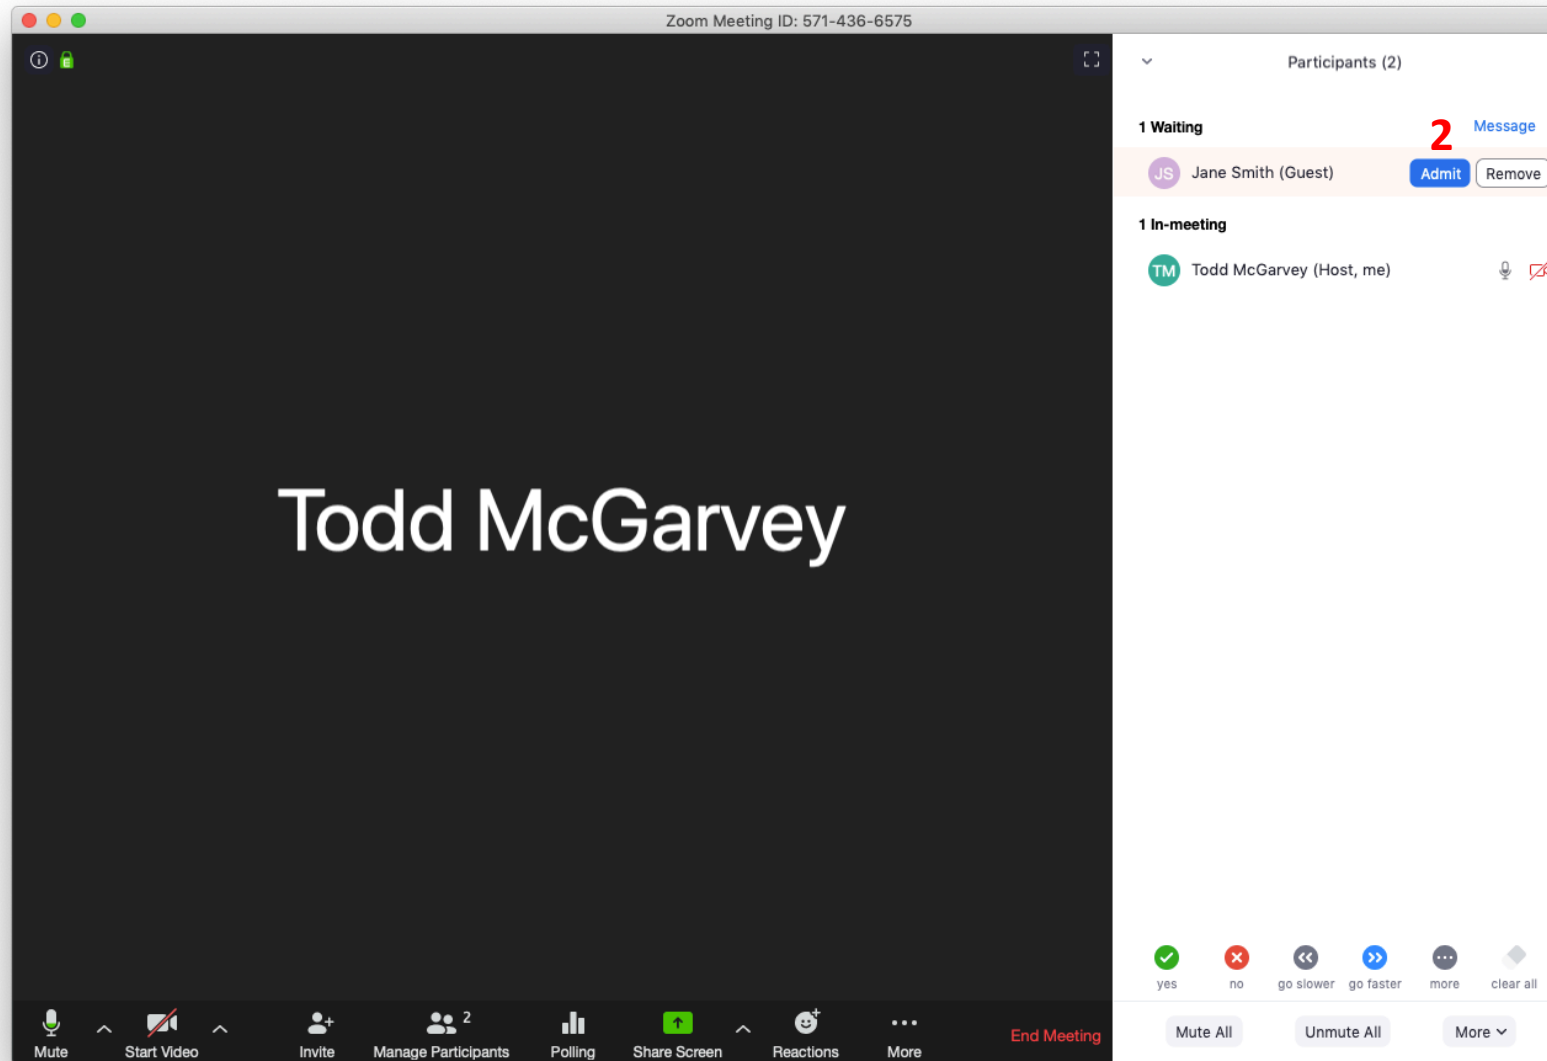 Zoom Meeting ID: 571-436-6575
Participants (2)
1 Waiting
2
Message
JS Jane Smith (Guest) Admit Remove
1 In-meeting
TM Todd McGarvey (Host, me)
Todd McGarvey
yes no go slower go faster more clear all
Mute Start Video Invite Manage Participants 2 Polling Share Screen Reactions More End Meeting
Mute All Unmute All More